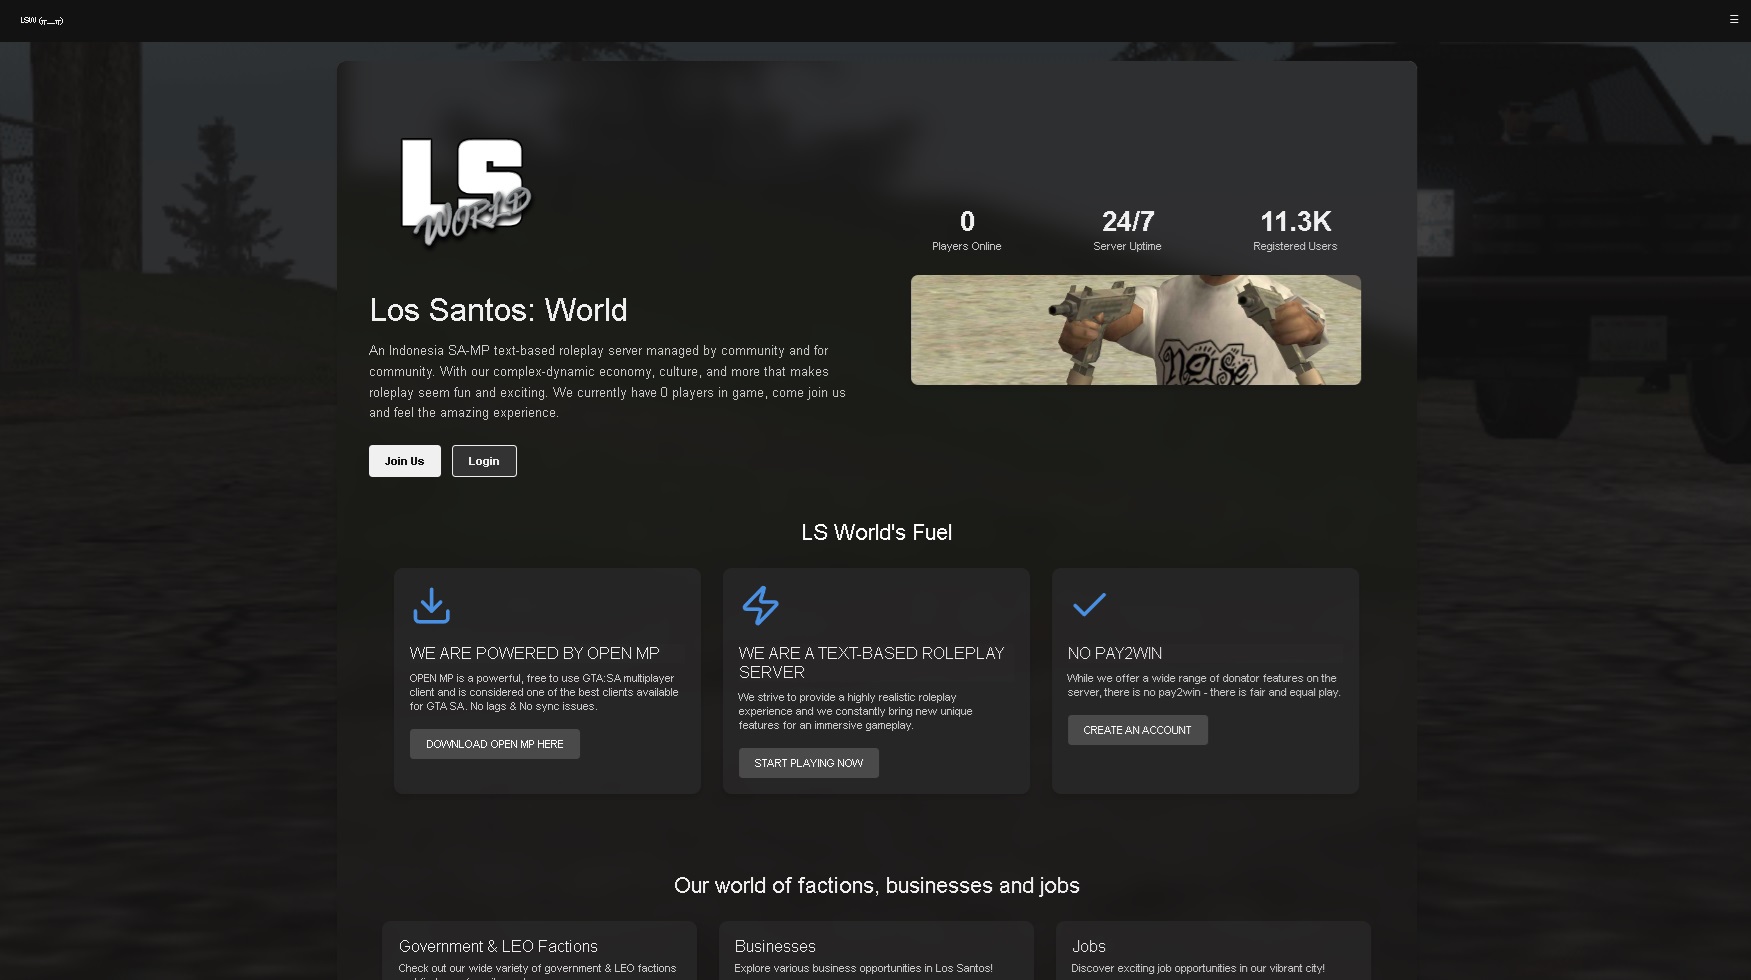 LSW (╥﹏╥)
☰
LS
WORLD
0
Players Online
24/7
Server Uptime
11.3K
Registered Users
Noise
Los Santos: World
An Indonesia SA-MP text-based roleplay server managed by community and for
community. With our complex-dynamic economy, culture, and more that makes
roleplay seem fun and exciting. We currently have 0 players in game, come join us
and feel the amazing experience.
Join Us
Login
LS World's Fuel
WE ARE POWERED BY OPEN MP
OPEN MP is a powerful, free to use GTA:SA multiplayer
client and is considered one of the best clients available
for GTA SA. No lags & No sync issues.
DOWNLOAD OPEN MP HERE
WE ARE A TEXT-BASED ROLEPLAY
SERVER
We strive to provide a highly realistic roleplay
experience and we constantly bring new unique
features for an immersive gameplay.
START PLAYING NOW
NO PAY2WIN
While we offer a wide range of donator features on the
server, there is no pay2win - there is fair and equal play.
CREATE AN ACCOUNT
Our world of factions, businesses and jobs
Government & LEO Factions
Check out our wide variety of government & LEO factions
Businesses
Explore various business opportunities in Los Santos!
Jobs
Discover exciting job opportunities in our vibrant city!